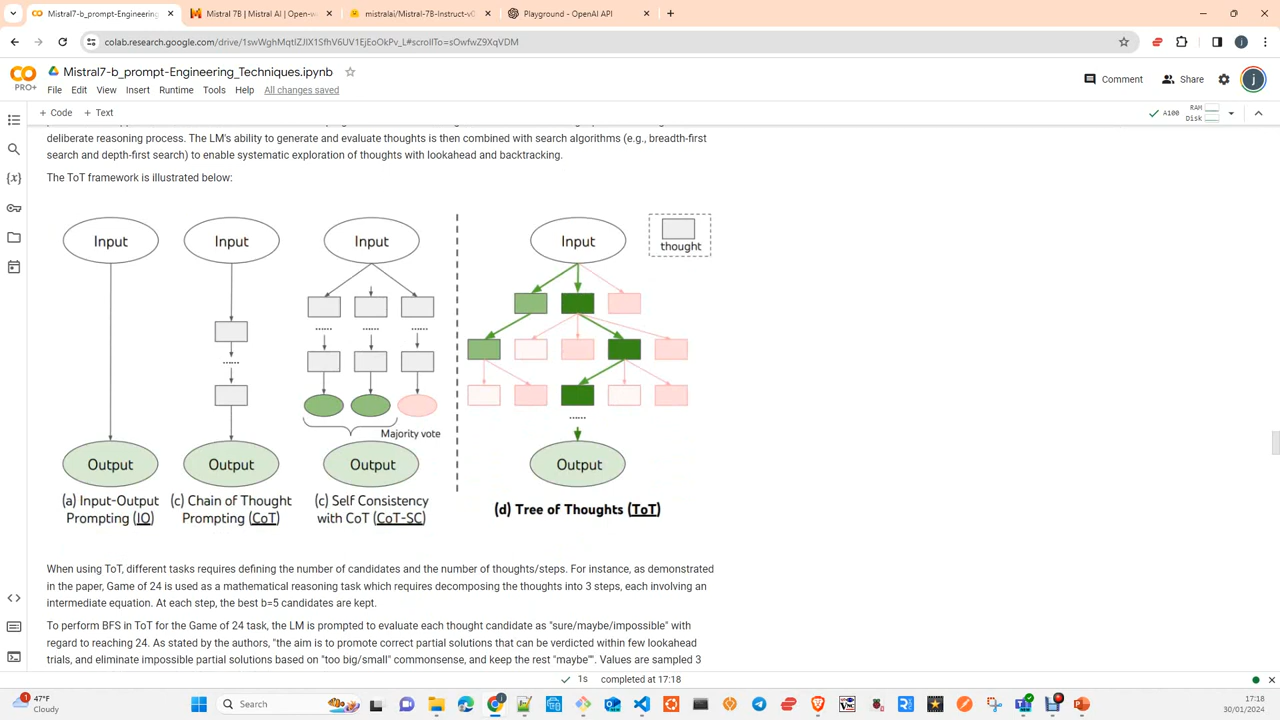 Mistral7-b_prompt-Engineering
Mistral 7B | Mistral AI | Open-w
mistralai/Mistral-7B-Instruct-v0
Playground - OpenAI API
colab.research.google.com/drive/1swWghMqtlZJlX1SfhV6UV1EjEoOkPv_L#scrollTo=sOwfwZ9XqVDM
CO
PRO+
Mistral7-b_prompt-Engineering_Techniques.ipynb
Comment
Share
j
File Edit View Insert Runtime Tools Help All changes saved
+ Code + Text
A100
RAM
Disk
deliberate reasoning process. The LM's ability to generate and evaluate thoughts is then combined with search algorithms (e.g., breadth-first
search and depth-first search) to enable systematic exploration of thoughts with lookahead and backtracking.
The ToT framework is illustrated below:
Input Input Input Input
thought
......
Majority vote
Output Output Output Output
(a) Input-Output (c) Chain of Thought (c) Self Consistency
Prompting (IO) Prompting (CoT) with CoT (CoT-SC)
(d) Tree of Thoughts (ToT)
When using ToT, different tasks requires defining the number of candidates and the number of thoughts/steps. For instance, as demonstrated
in the paper, Game of 24 is used as a mathematical reasoning task which requires decomposing the thoughts into 3 steps, each involving an
intermediate equation. At each step, the best b=5 candidates are kept.
To perform BFS in ToT for the Game of 24 task, the LM is prompted to evaluate each thought candidate as "sure/maybe/impossible" with
regard to reaching 24. As stated by the authors, "the aim is to promote correct partial solutions that can be verdicted within few lookahead
trials, and eliminate impossible partial solutions based on "too big/small" commonsense, and keep the rest "maybe"". Values are sampled 3
1s completed at 17:18
47°F
Cloudy
Search
17:18
30/01/2024